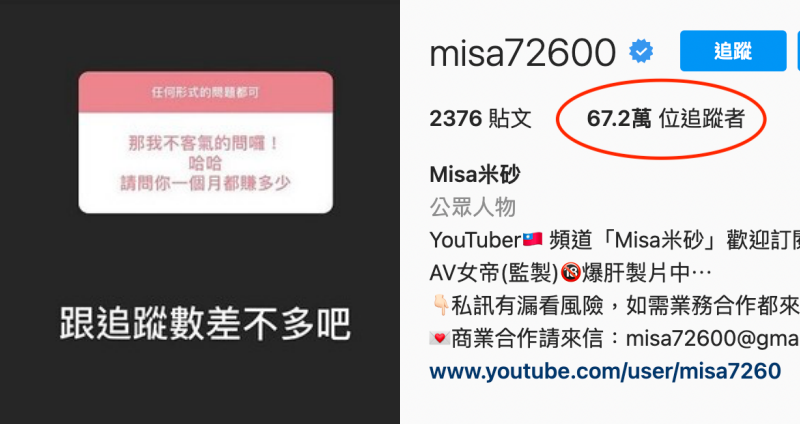 任何形式的問題都可
那我不客氣的問囉！
哈哈
請問你一個月都賺多少
跟追蹤數差不多吧
misa72600
追蹤
2376 貼文
67.2萬 位追蹤者
Misa米砂
公眾人物
YouTuber🇹🇼 頻道「Misa米砂」歡迎訂閱
AV女帝(監製)🔞爆肝製片中⋯
👇🏻私訊有漏看風險，如需業務合作都來
💌商業合作請來信：misa72600@gma
www.youtube.com/user/misa7260